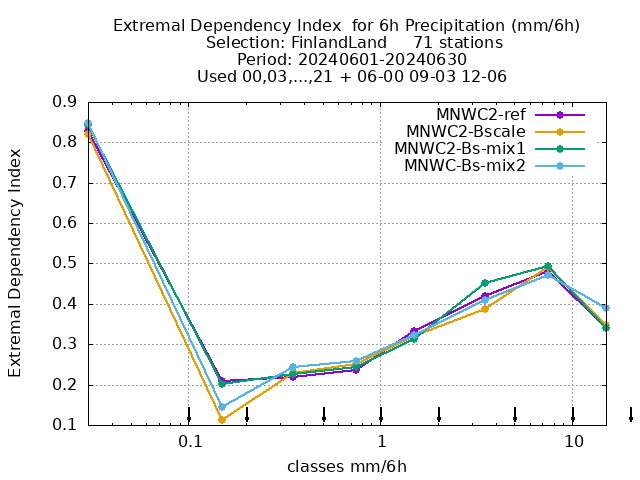 Extremal Dependency Index  for 6h Precipitation (mm/6h)
Selection: FinlandLand     71 stations
Period: 20240601-20240630
Used 00,03,...,21 + 06-00 09-03 12-06
MNWC2-ref
MNWC2-Bscale
MNWC2-Bs-mix1
MNWC-Bs-mix2
Extremal Dependency Index
0.9
0.8
0.7
0.6
0.5
0.4
0.3
0.2
0.1
0.1 1 10
classes mm/6h